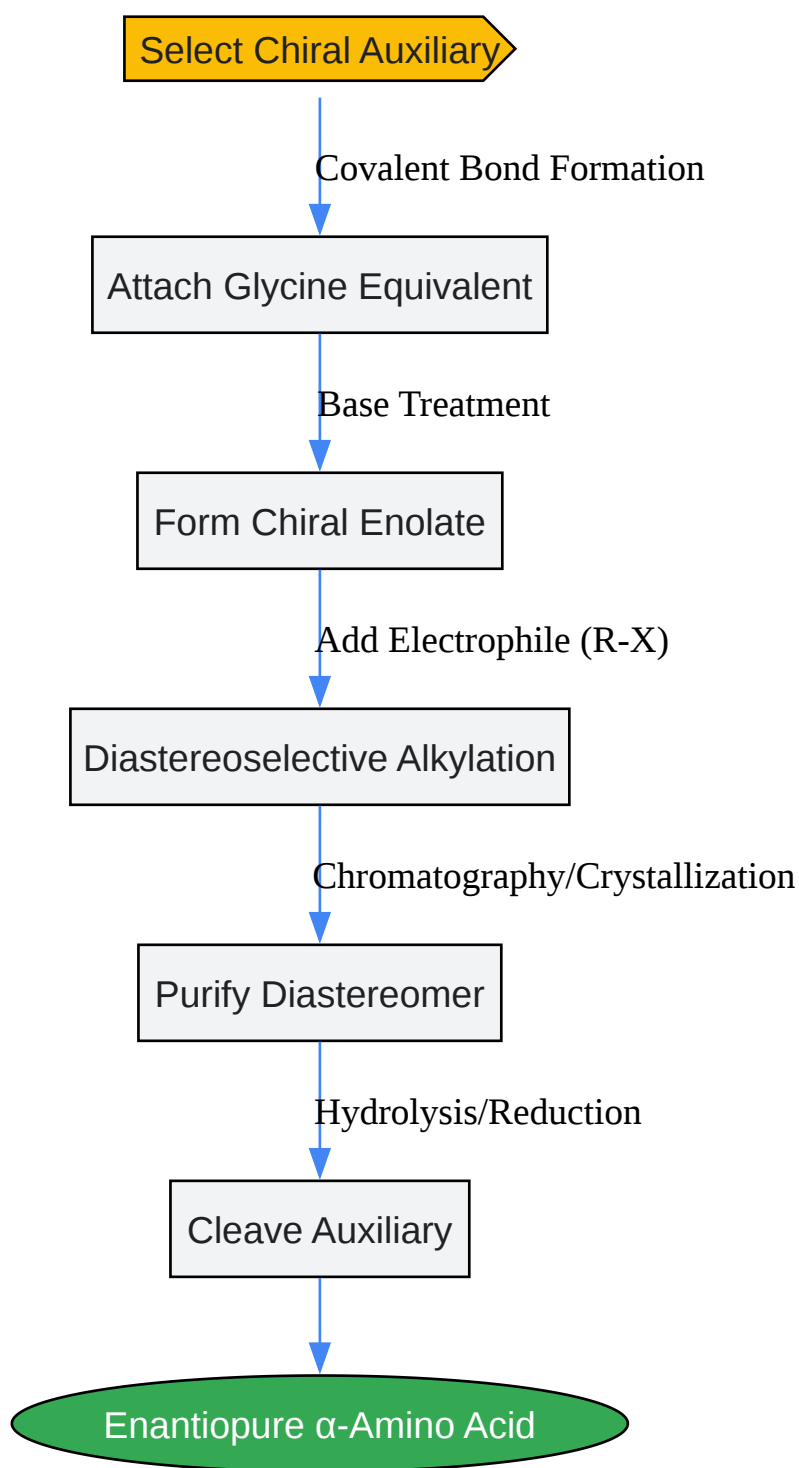 Select Chiral Auxiliary
Covalent Bond Formation
Attach Glycine Equivalent
Base Treatment
Form Chiral Enolate
Add Electrophile (R-X)
Diastereoselective Alkylation
Chromatography/Crystallization
Purify Diastereomer
Hydrolysis/Reduction
Cleave Auxiliary
Enantiopure α-Amino Acid